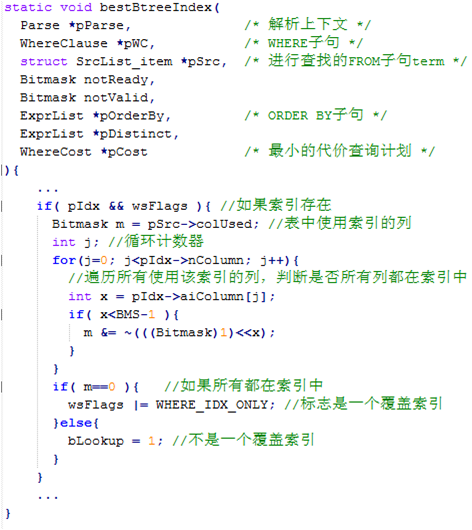 static void bestBtreeIndex(
  Parse *pParse,              /* 解析上下文 */
  WhereClause *pWC,           /* WHERE子句 */
  struct SrcList_item *pSrc,  /* 进行查找的FROM子句term */
  Bitmask notReady,
  Bitmask notValid,
  ExprList *pOrderBy,         /* ORDER BY子句 */
  ExprList *pDistinct,
  WhereCost *pCost            /* 最小的代价查询计划 */
){
    ...
    if( pIdx && wsFlags ){ //如果索引存在
      Bitmask m = pSrc->colUsed; //表中使用索引的列
      int j; //循环计数器
      for(j=0; j<pIdx->nColumn; j++){
        //遍历所有使用该索引的列，判断是否所有列都在索引中
        int x = pIdx->aiColumn[j];
        if( x<BMS-1 ){
          m &= ~(((Bitmask)1)<<x);
        }
      }
      if( m==0 ){   //如果所有都在索引中
        wsFlags |= WHERE_IDX_ONLY; //标志是一个覆盖索引
      }else{
        bLookup = 1; //不是一个覆盖索引
      }
    }
    ...
}